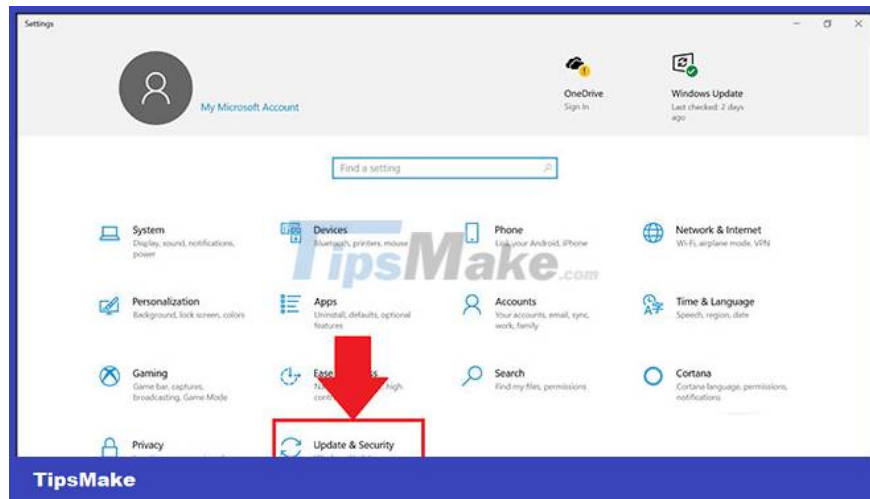 Settings
My Microsoft Account
OneDrive
Sign in
Windows Update
Last checked: 2 days
ago
Find a setting
System
Display, sound, notifications,
power
Devices
Bluetooth, printers, mouse
Phone
Link your Android, iPhone
Network & Internet
Wi-Fi, airplane mode, VPN
TipsMake.com
Personalization
Background, lock screen, colors
Apps
Uninstall, defaults, optional
features
Accounts
Your accounts, email, sync,
work, family
Time & Language
Speech, region, date
Gaming
Game bar, captures,
broadcasting, Game Mode
Ease
high
Search
Find my files, permissions
Cortana
Cortana language, permissions,
notifications
Privacy
Update & Security
TipsMake